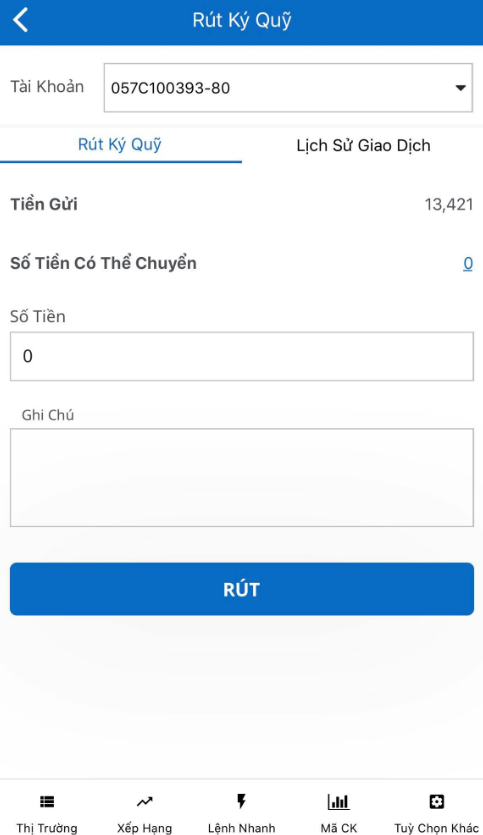 Rút Ký Quỹ
Tài Khoản 057C100393-80
Rút Ký Quỹ Lịch Sử Giao Dịch
Tiền Gửi 13,421
Số Tiền Có Thể Chuyển 0
Số Tiền
0
Ghi Chú
RÚT
Thị Trường Xếp Hạng Lệnh Nhanh Mã CK Tuỳ Chọn Khác